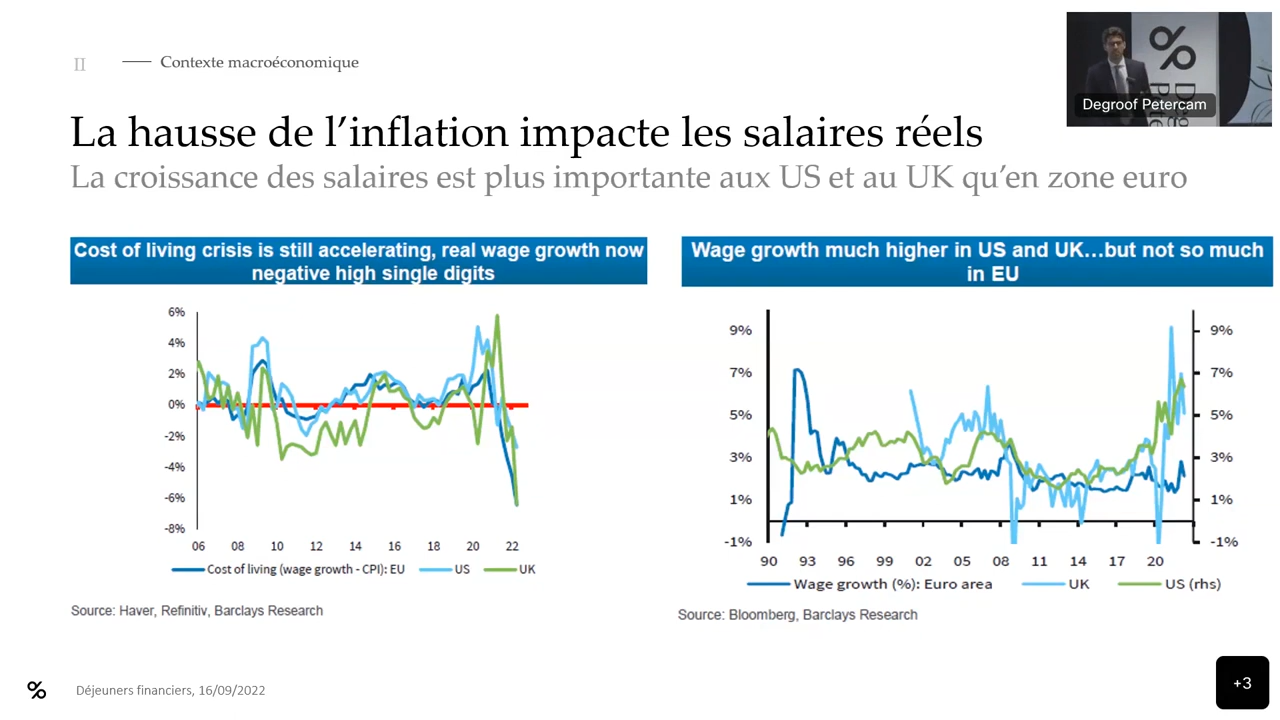 II
Contexte macroéconomique
Degroof Petercam
La hausse de l’inflation impacte les salaires réels
La croissance des salaires est plus importante aux US et au UK qu’en zone euro
Cost of living crisis is still accelerating, real wage growth now
negative high single digits
6%
4%
2%
0%
-2%
-4%
-6%
-8%
06 08 10 12 14 16 18 20 22
Cost of living (wage growth - CPI): EU US UK
Source: Haver, Refinitiv, Barclays Research
Wage growth much higher in US and UK…but not so much
in EU
9% 9%
7% 7%
5% 5%
3% 3%
1% 1%
-1% -1%
90 93 96 99 02 05 08 11 14 17 20
Wage growth (%): Euro area UK US (rhs)
Source: Bloomberg, Barclays Research
Déjeuners financiers, 16/09/2022
+3